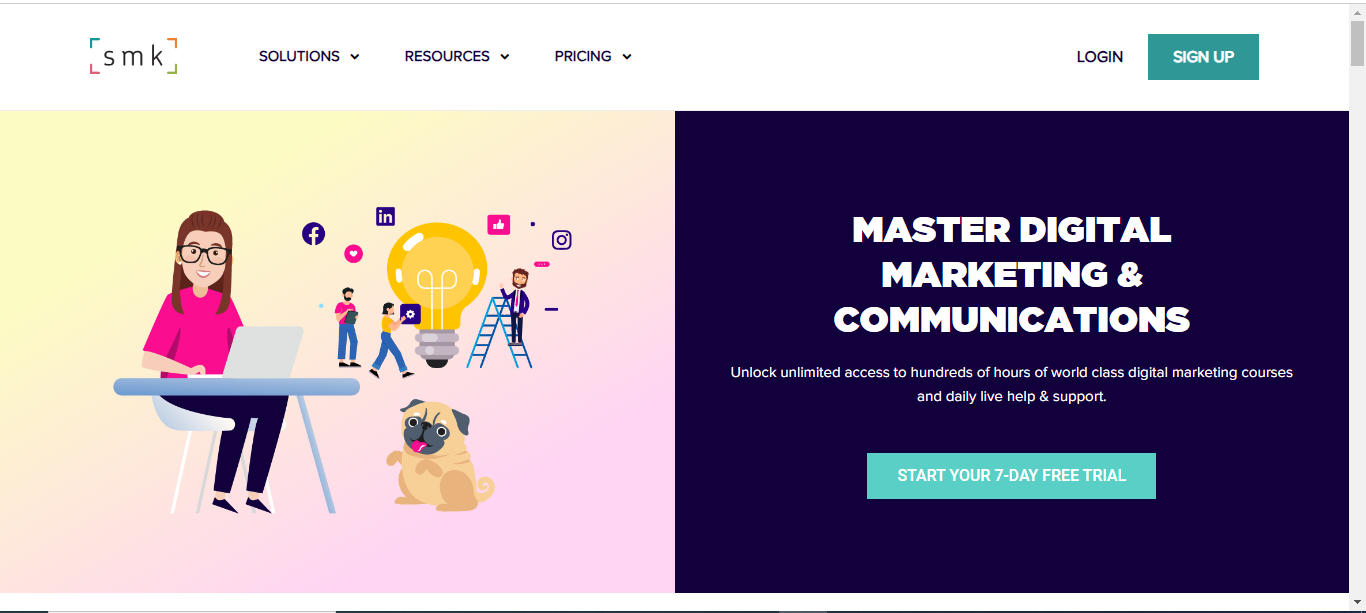 smk
SOLUTIONS
RESOURCES
PRICING
LOGIN
SIGN UP
in
MASTER DIGITAL
MARKETING &
COMMUNICATIONS
Unlock unlimited access to hundreds of hours of world class digital marketing courses
and daily live help & support.
START YOUR 7-DAY FREE TRIAL